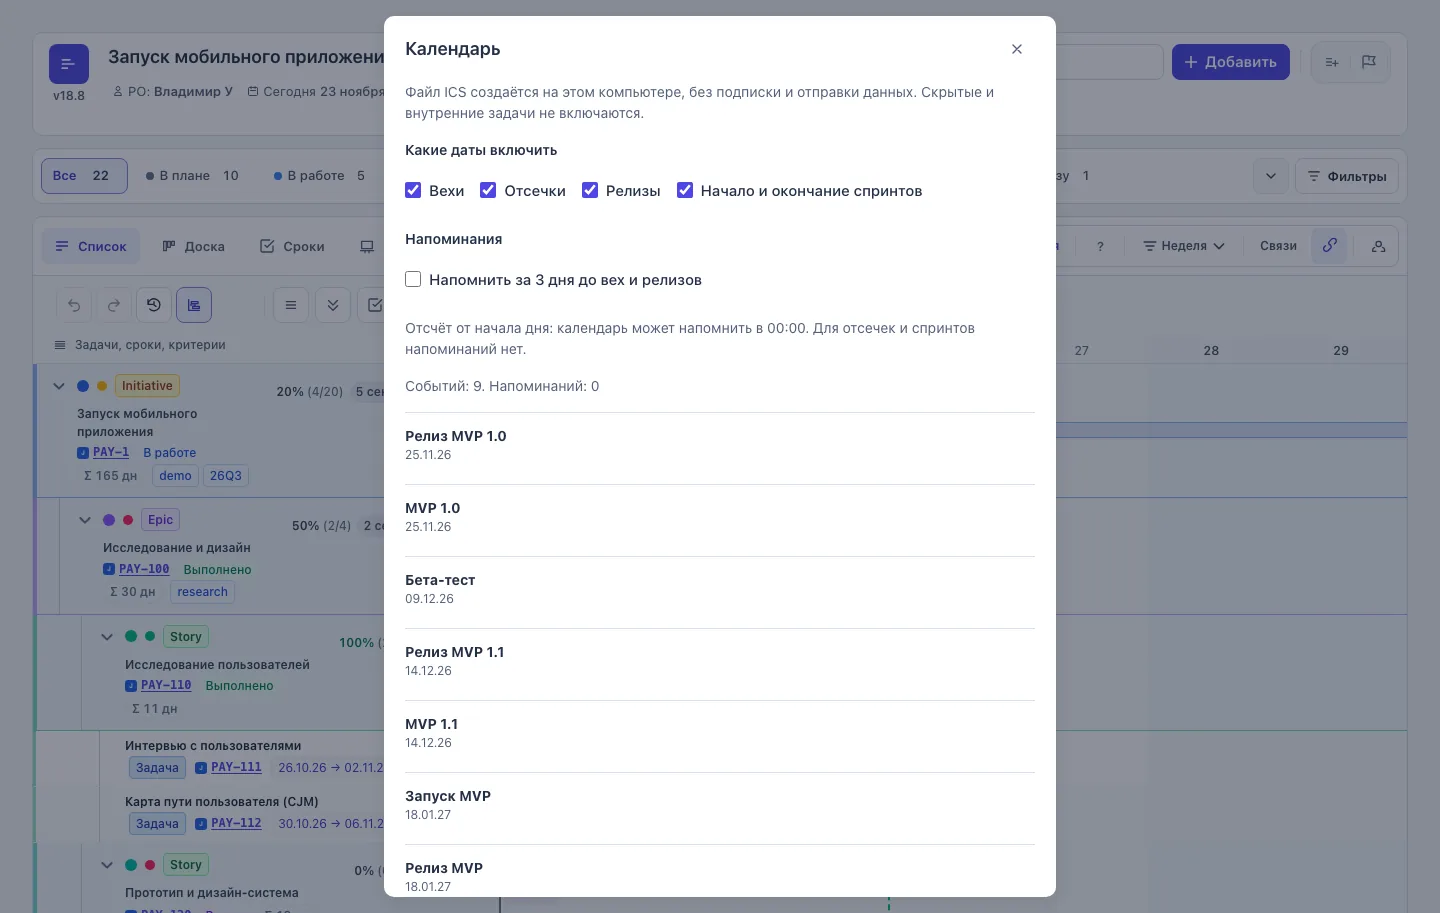 Запуск мобильного приложени
v18.8
PO: Владимир У
Сегодня 23 ноября
Добавить
Все 22
В плане 10
В работе 5
зу 1
Фильтры
Список
Доска
Сроки
я
?
Неделя
Связи
Задачи, сроки, критерии
27
28
29
Initiative
20% (4/20)
5 сен
Запуск мобильного
приложения
PAY-1 В работе
Σ 165 дн demo 26Q3
Epic
50% (2/4)
2 се
Исследование и дизайн
PAY-100 Выполнено
Σ 30 дн research
Story
100% (
Исследование пользователей
PAY-110 Выполнено
Σ 11 дн
Интервью с пользователями
Задача PAY-111 26.10.26 → 02.11.2
Карта пути пользователя (CJM)
Задача PAY-112 30.10.26 → 06.11.2
Story
0% (
Прототип и дизайн-система
Календарь
Файл ICS создаётся на этом компьютере, без подписки и отправки данных. Скрытые и
внутренние задачи не включаются.
Какие даты включить
Вехи Отсечки Релизы Начало и окончание спринтов
Напоминания
Напомнить за 3 дня до вех и релизов
Отсчёт от начала дня: календарь может напомнить в 00:00. Для отсечек и спринтов
напоминаний нет.
Событий: 9. Напоминаний: 0
Релиз MVP 1.0
25.11.26
MVP 1.0
25.11.26
Бета-тест
09.12.26
Релиз MVP 1.1
14.12.26
MVP 1.1
14.12.26
Запуск MVP
18.01.27
Релиз MVP
18.01.27